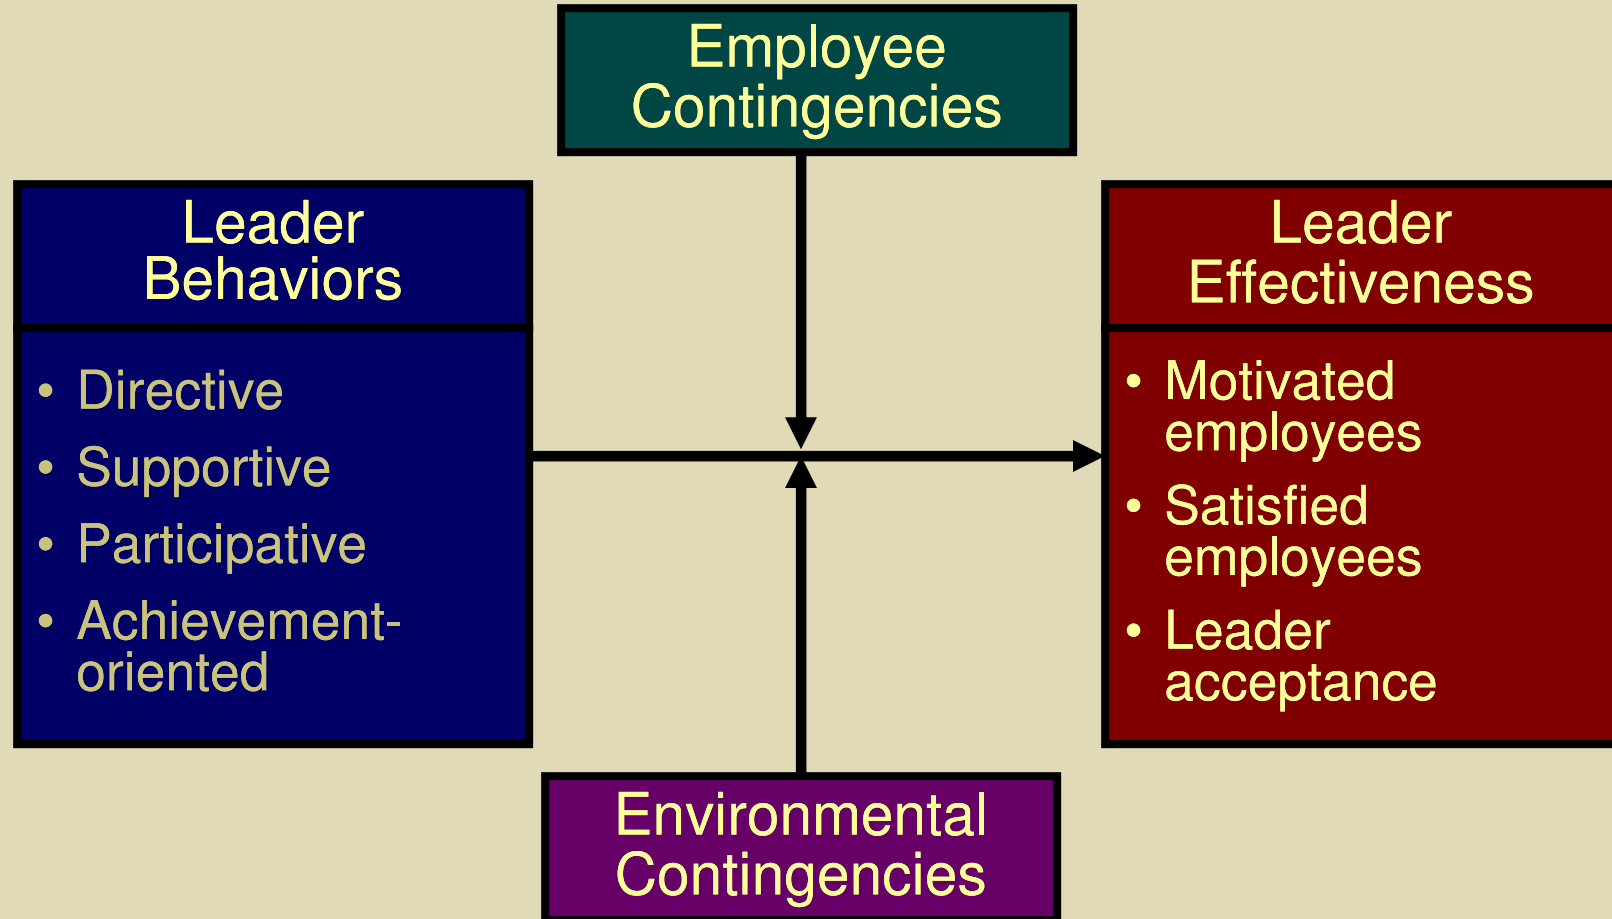 Employee
Contingencies
Leader
Behaviors
• Directive
• Supportive
• Participative
• Achievement-
oriented
Leader
Effectiveness
• Motivated
employees
• Satisfied
employees
• Leader
acceptance
Environmental
Contingencies